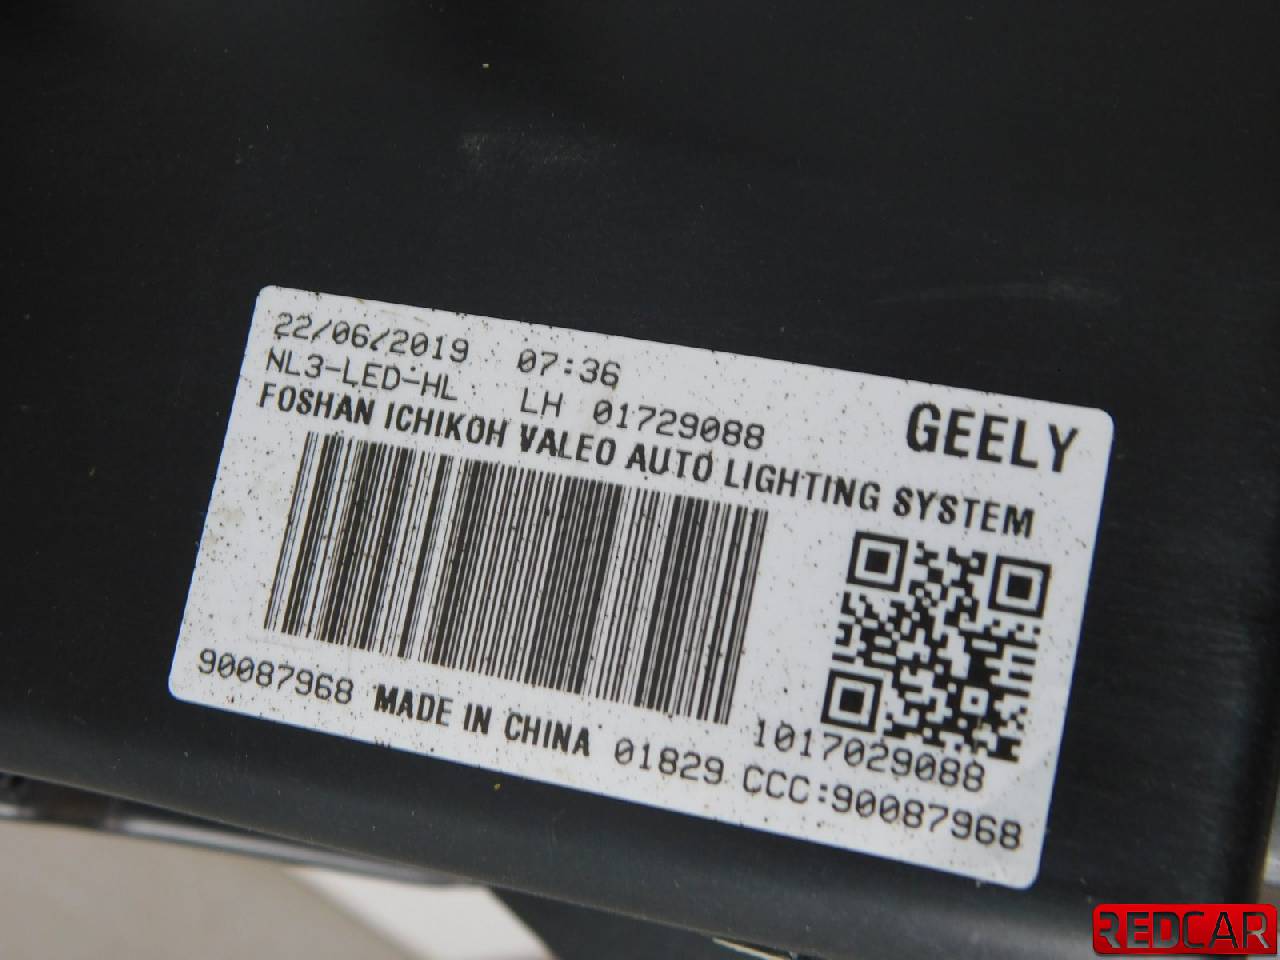 22/06/2019 07:36
NL3-LED-HL LH 01729088
GEELY
FOSHAN ICHIKOH VALEO AUTO LIGHTING SYSTEM
1017029088
90087968 MADE IN CHINA 01829 CCC:90087968
REDCAR